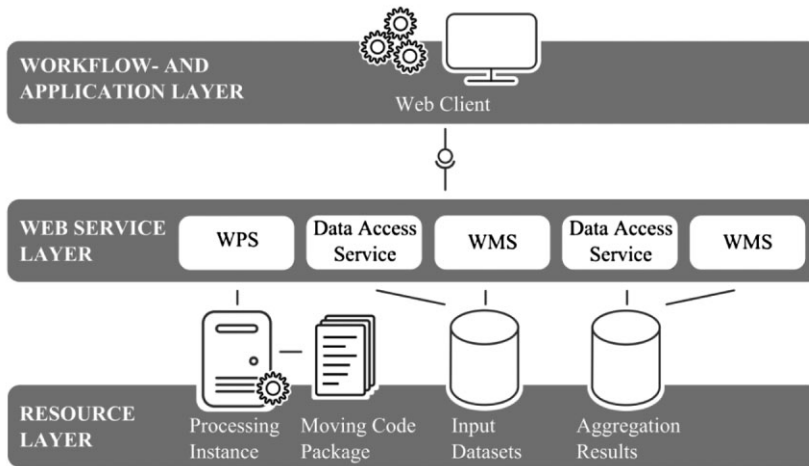 WORKFLOW- AND
APPLICATION LAYER
Web Client
WEB SERVICE
LAYER
WPS
Data Access
Service
WMS
Data Access
Service
WMS
RESOURCE
LAYER
Processing
Instance
Moving Code
Package
Input
Datasets
Aggregation
Results